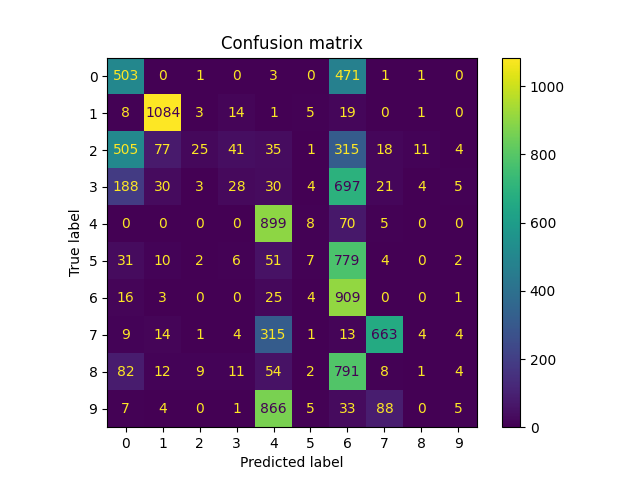 Confusion matrix
0 503 0 1 0 3 0 471 1 1 0
1 8 1084 3 14 1 5 19 0 1 0
2 505 77 25 41 35 1 315 18 11 4
3 188 30 3 28 30 4 697 21 4 5
4 0 0 0 0 899 8 70 5 0 0
5 31 10 2 6 51 7 779 4 0 2
6 16 3 0 0 25 4 909 0 0 1
7 9 14 1 4 315 1 13 663 4 4
8 82 12 9 11 54 2 791 8 1 4
9 7 4 0 1 866 5 33 88 0 5
0 1 2 3 4 5 6 7 8 9
Predicted label
True label
1000
800
600
400
200
0